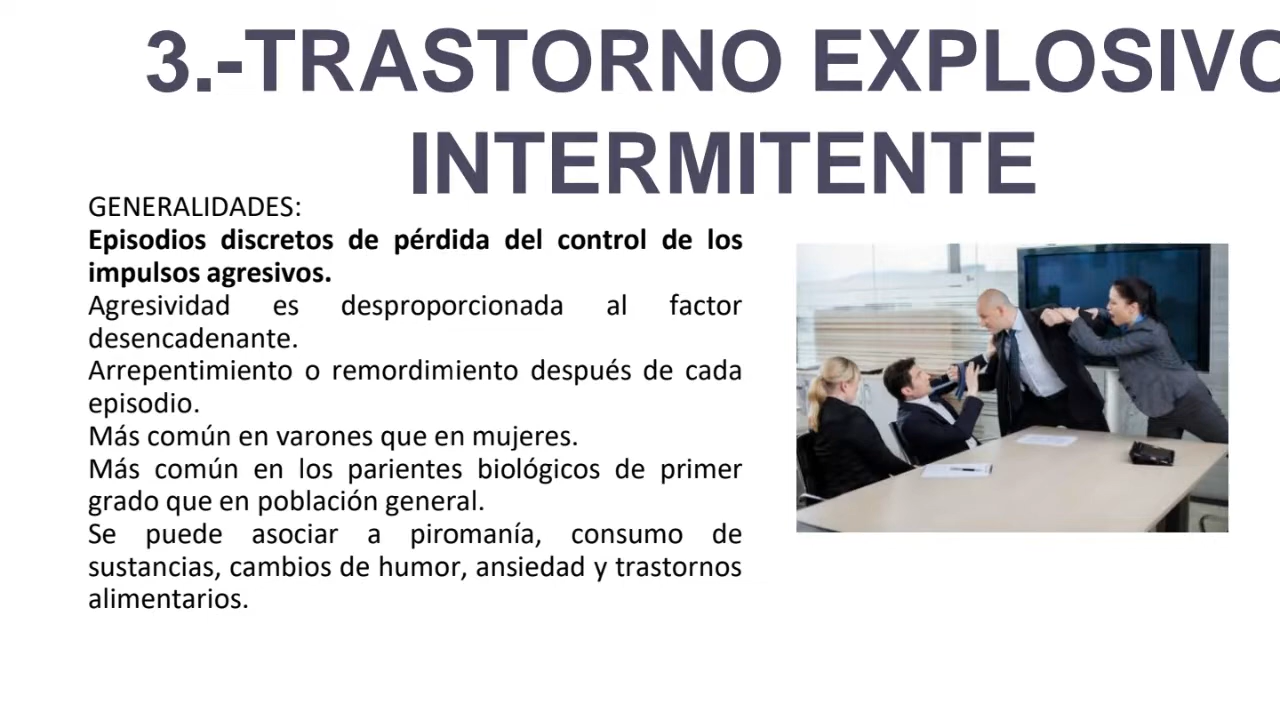 3.-TRASTORNO EXPLOSIVO
INTERMITENTE
GENERALIDADES:
Episodios discretos de pérdida del control de los
impulsos agresivos.
Agresividad es desproporcionada al factor
desencadenante.
Arrepentimiento o remordimiento después de cada
episodio.
Más común en varones que en mujeres.
Más común en los parientes biológicos de primer
grado que en población general.
Se puede asociar a piromanía, consumo de
sustancias, cambios de humor, ansiedad y trastornos
alimentarios.